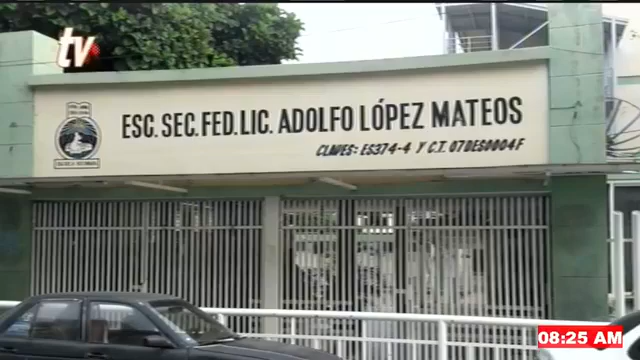 tv
ESC. SEC. FED. LIC. ADOLFO LÓPEZ MATEOS
CLAVES: ES374-4 Y C.T. 07DES0004F
08:25 AM